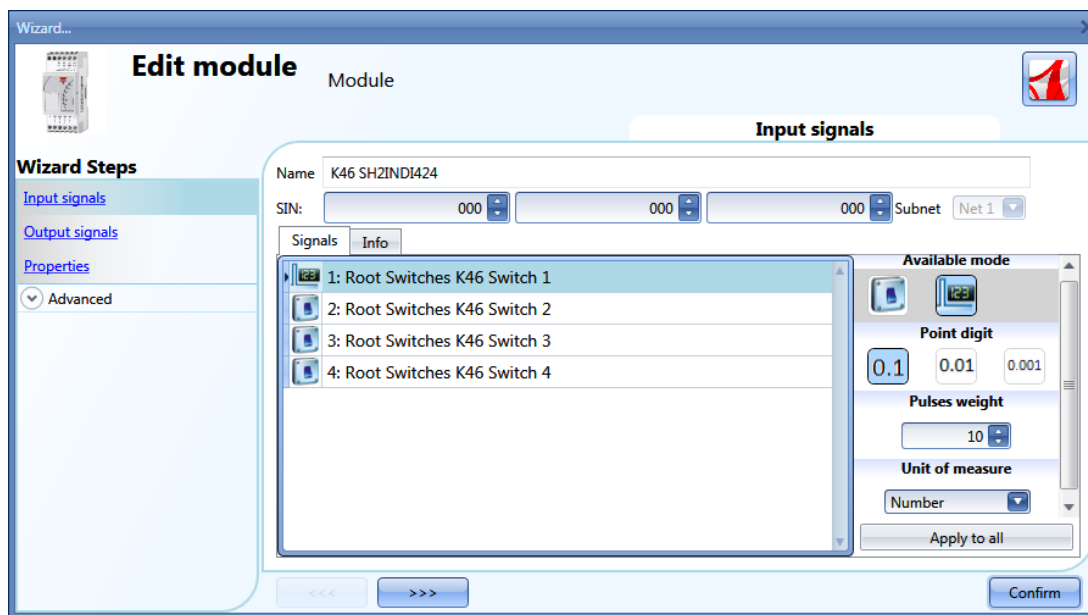 Wizard...
Edit module
Module
Input signals
Wizard Steps
Input signals
Output signals
Properties
Advanced
Name K46 SH2INDI424
SIN: 000 000 000 Subnet Net 1
Signals Info
1: Root Switches K46 Switch 1
2: Root Switches K46 Switch 2
3: Root Switches K46 Switch 3
4: Root Switches K46 Switch 4
Available mode
123
Point digit
0.1 0.01 0.001
Pulses weight
10
Unit of measure
Number
Apply to all
<<< >>> Confirm